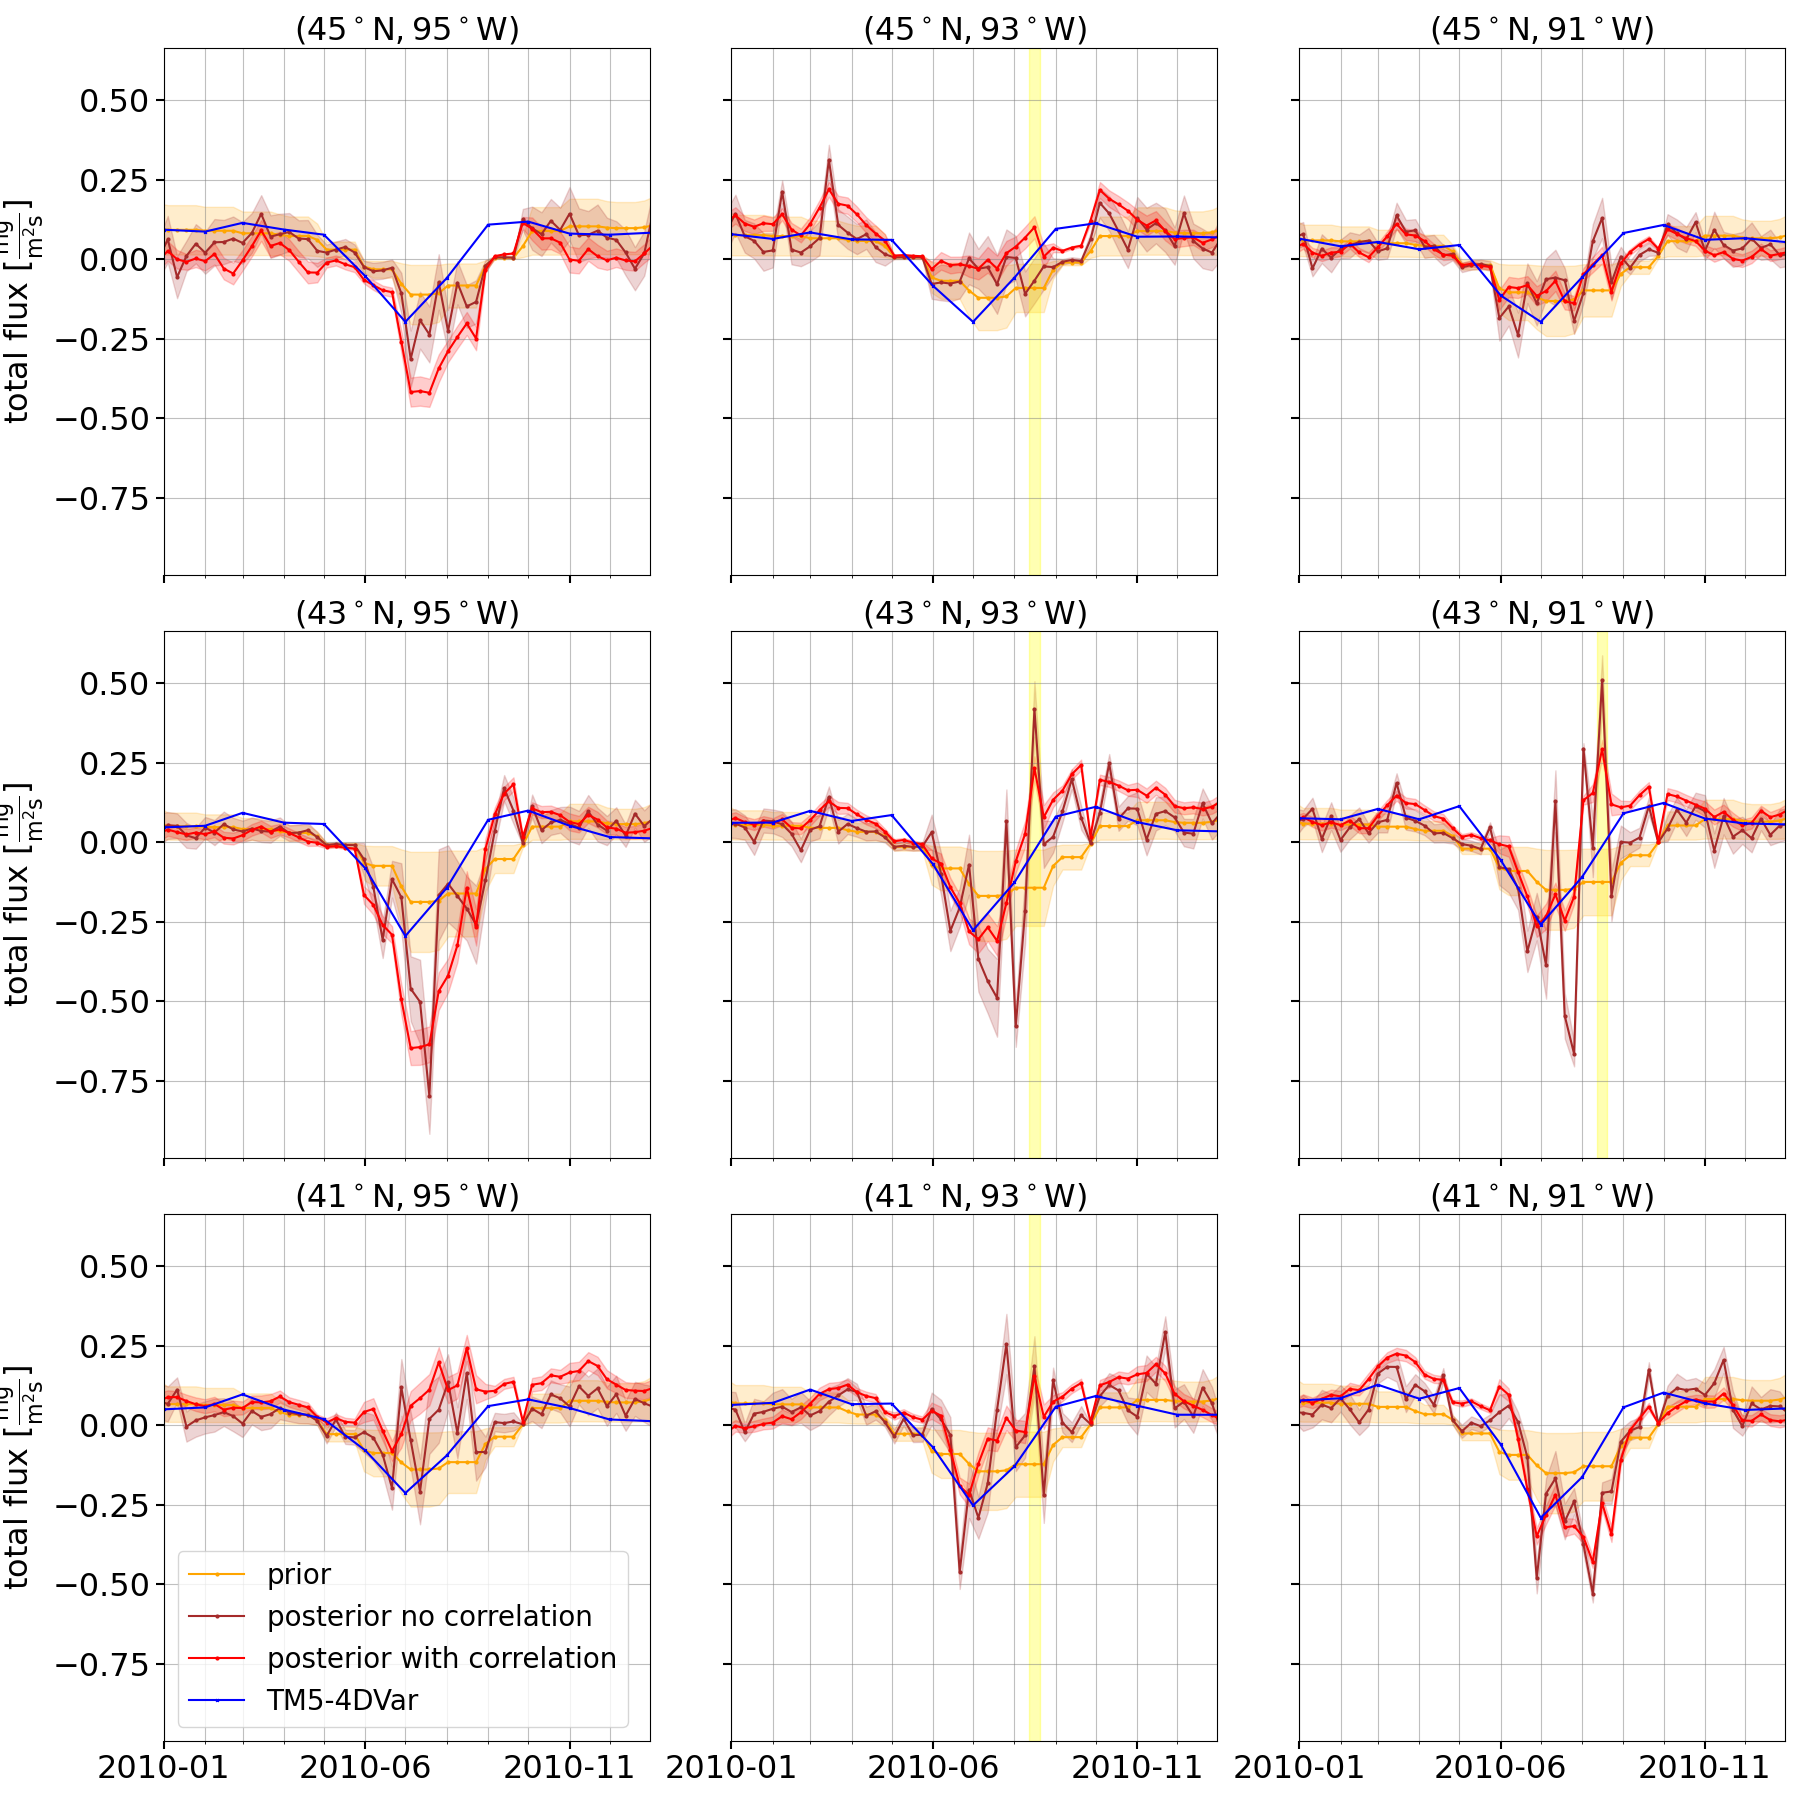 (45°N, 95°W)
(45°N, 93°W)
(45°N, 91°W)
0.50
0.25
0.00
−0.25
−0.50
−0.75
total flux [mg/m²s]
(43°N, 95°W)
(43°N, 93°W)
(43°N, 91°W)
0.50
0.25
0.00
−0.25
−0.50
−0.75
total flux [mg/m²s]
(41°N, 95°W)
(41°N, 93°W)
(41°N, 91°W)
0.50
0.25
0.00
−0.25
−0.50
−0.75
total flux [mg/m²s]
prior
posterior no correlation
posterior with correlation
TM5-4DVar
2010-01 2010-06 2010-11
2010-01 2010-06 2010-11
2010-01 2010-06 2010-11